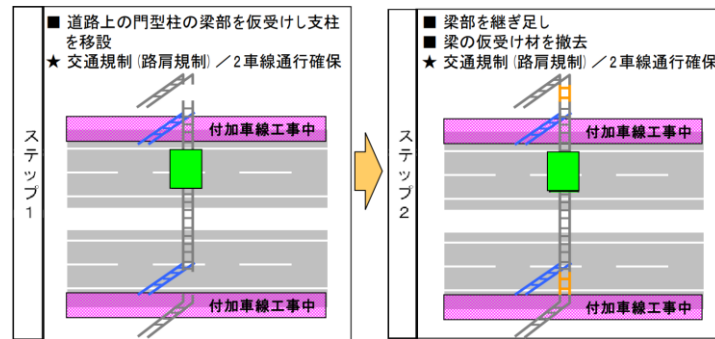 ステップ1
■ 道路上の門型柱の梁部を仮受けし支柱
を移設
★ 交通規制(路肩規制)/2車線通行確保
付加車線工事中
付加車線工事中
ステップ2
■ 梁部を継ぎ足し
■ 梁の仮受け材を撤去
★ 交通規制(路肩規制)/2車線通行確保
付加車線工事中
付加車線工事中